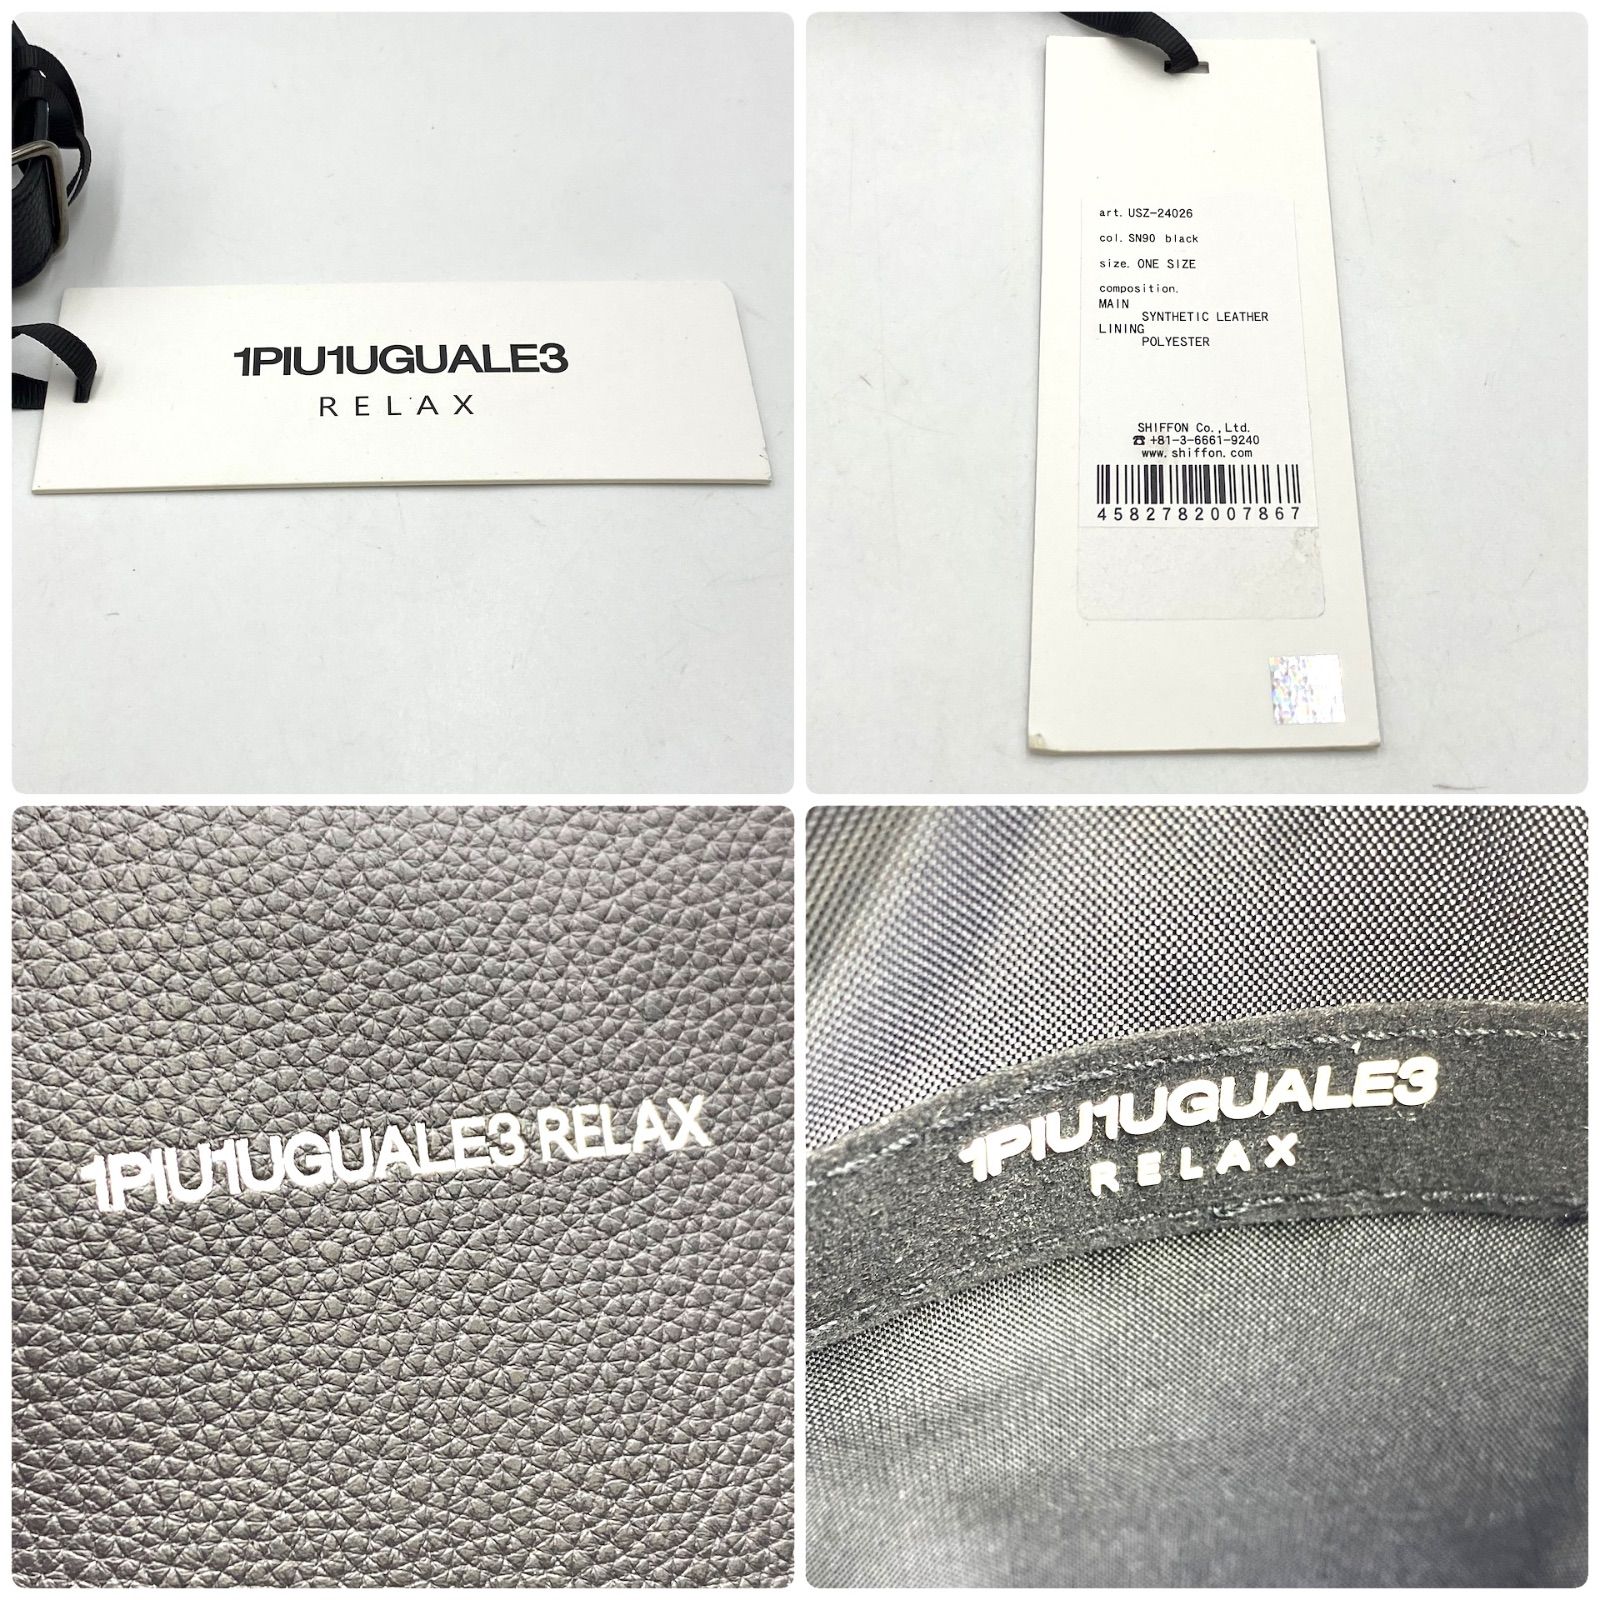 1PIU1UGUALE3
RELAX
art. USZ-24026
col. SN90 black
size. ONE SIZE
composition.
MAIN
SYNTHETIC LEATHER
LINING
POLYESTER
SHIFFON Co.,Ltd.
☎ +81-3-6661-9240
www.shiffon.com
4582782007867
1PIU1UGUALE3 RELAX
1PIU1UGUALE3
RELAX